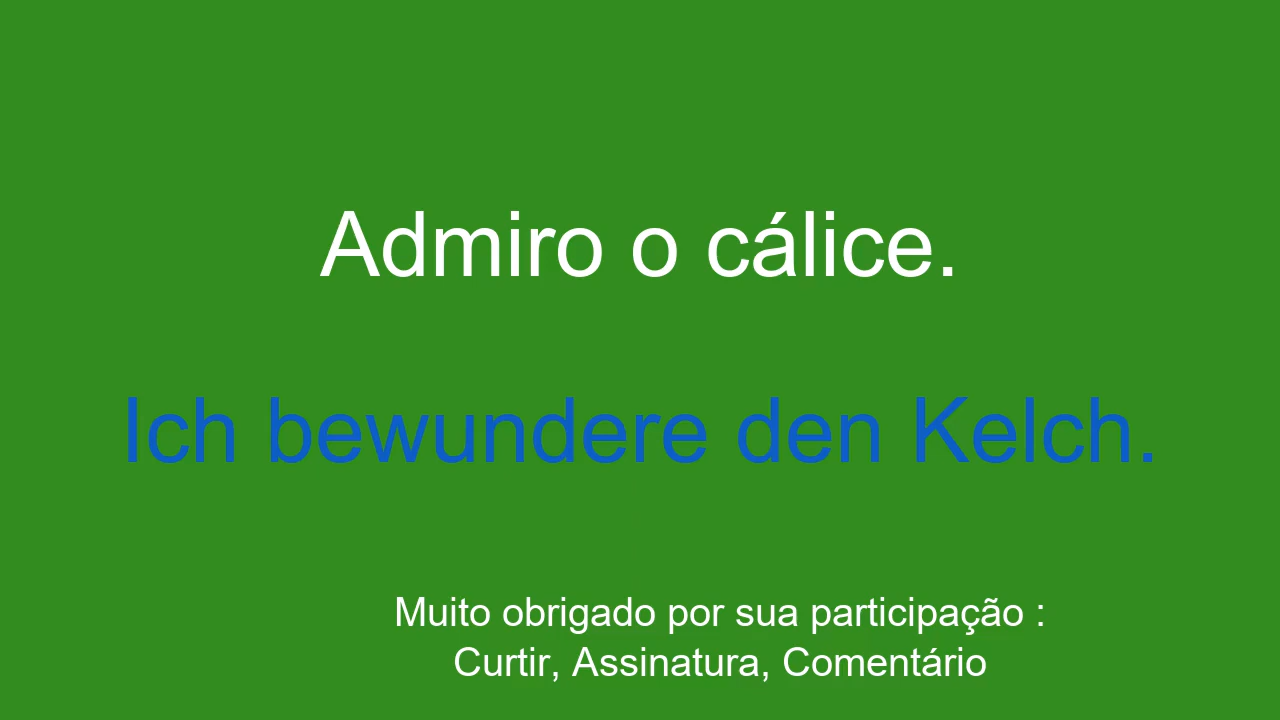 Admiro o cálice.
Ich bewundere den Kelch.
Muito obrigado por sua participação :
Curtir, Assinatura, Comentário